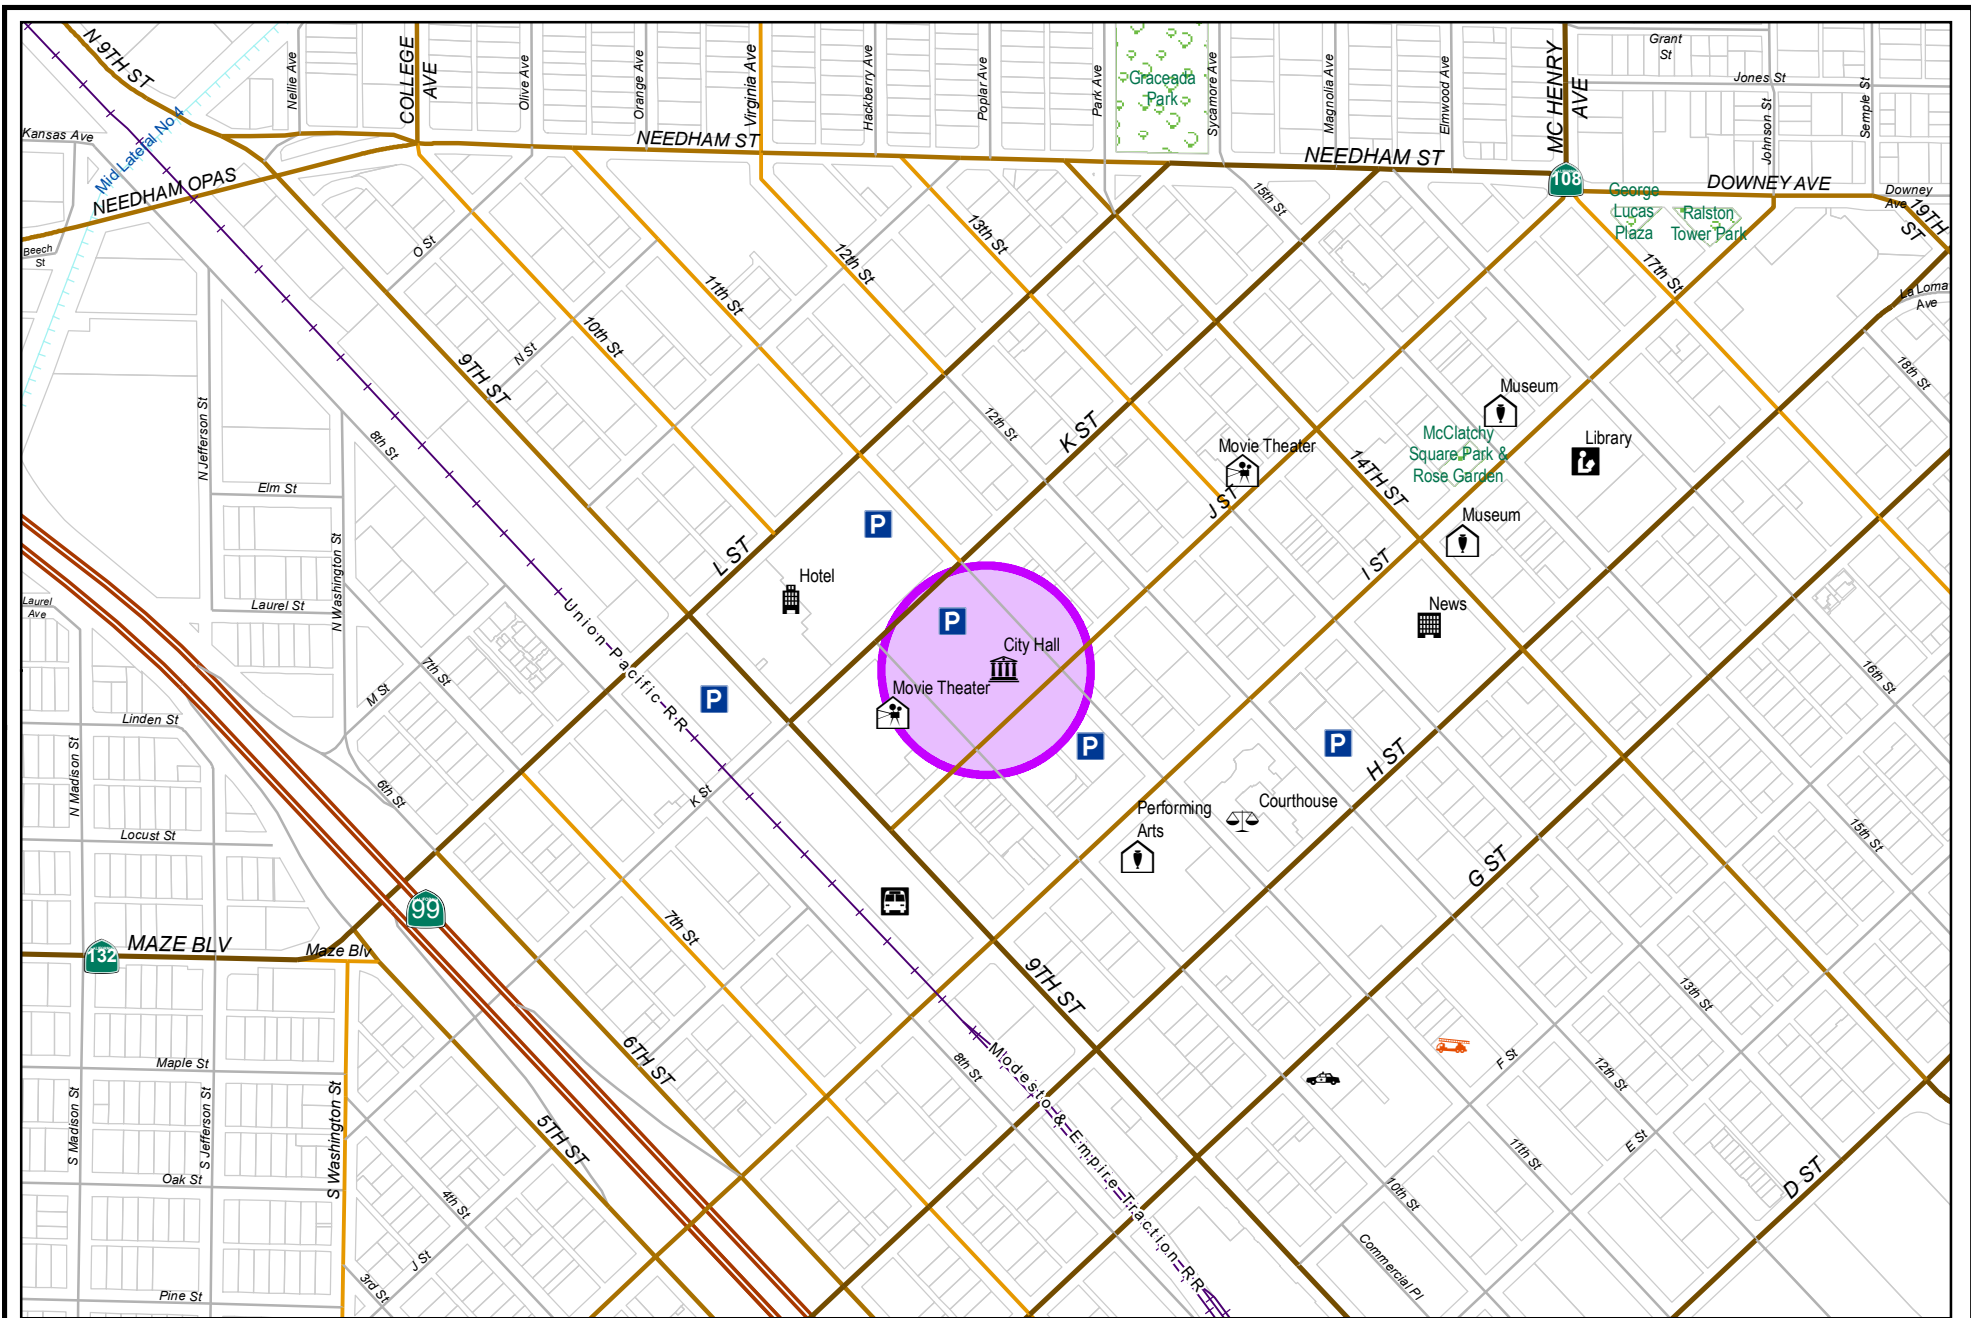 N 9TH ST
Nellie Ave
COLLEGE
AVE
Olive Ave
Orange Ave
Virginia Ave
Hackberry Ave
Poplar Ave
Park Ave
Graceada
Park
Sycamore Ave
Magnolia Ave
Elmwood Ave
MC HENRY
AVE
Grant
St
Jones St
Johnson St
Semple St
Kansas Ave
Mid Lateral No 4
NEEDHAM OPAS
NEEDHAM ST
NEEDHAM ST
108
DOWNEY AVE
Downey
Ave
19TH
ST
George
Lucas
Plaza
Ralston
Tower Park
Beech
St
O St
15th St
13th St
12th St
11th St
10th St
17th St
La Loma
Ave
18th St
N St
9TH ST
N Jefferson St
8th St
12th St
K ST
Movie Theater
J ST
14TH ST
Museum
McClatchy
Square Park &
Rose Garden
Library
Museum
Elm St
N Washington St
L ST
P
Hotel
I ST
News
Laurel
Ave
Laurel St
Union Pacific RR
P
City Hall
Movie Theater
7th St
M St
P
16th St
Linden St
N Madison St
6th St
K St
P
P
H ST
Performing
Arts
Courthouse
Locust St
15th St
G ST
99
MAZE BLV
132
Maze Blv
7th St
9TH ST
13th St
Maple St
6TH ST
8th St
Modesto & Empire Traction RR
F St
12th St
S Madison St
S Jefferson St
S Washington St
5TH ST
E St
11th St
Oak St
4th St
10th St
D ST
J St
Commercial Pl
3rd St
Pine St